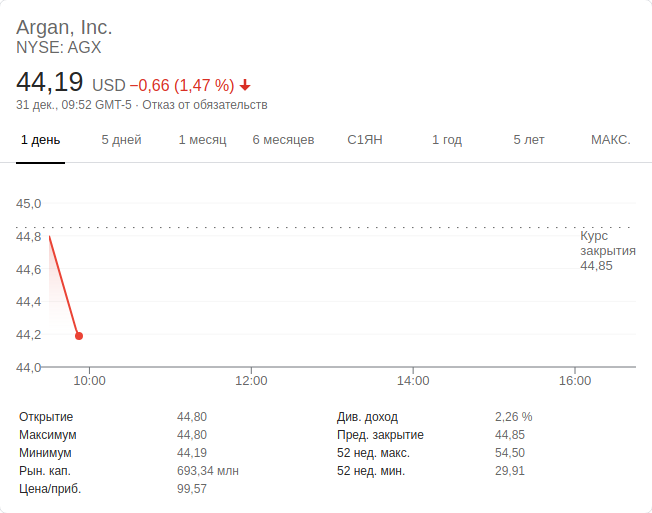 Argan, Inc.
NYSE: AGX
44,19 USD −0,66 (1,47 %)
31 дек., 09:52 GMT-5 · Отказ от обязательств
1 день 5 дней 1 месяц 6 месяцев С1ЯН 1 год 5 лет МАКС.
45,0
44,8
44,6
44,4
44,2
44,0
Курс
закрытия
44,85
10:00 12:00 14:00 16:00
Открытие 44,80 Див. доход 2,26 %
Максимум 44,80 Пред. закрытие 44,85
Минимум 44,19 52 нед. макс. 54,50
Рын. кап. 693,34 млн 52 нед. мин. 29,91
Цена/приб. 99,57